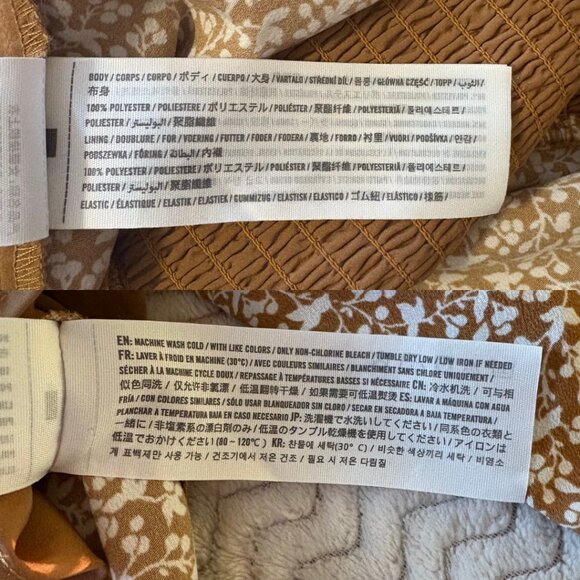 BODY / CORPS / CORPO / ボディ / CUERPO / 大身 / VARTALO / STŘEDNÍ DÍL / 몸통 / GŁÓWNA CZĘŚĆ / TOPP / الثوب /
布身
100% POLYESTER / POLIESTERE / ポリエステル / POLIÉSTER / 聚酯纤维 / POLYESTERIÄ / 폴리에스테르 /
POLIESTER / البوليستر / 聚脂纖維
LINING / DOUBLURE / FOR / VOERING / FUTTER / FODER / FODERA / 裏地 / FORRO / 衬里 / VUORI / PODŠÍVKA / 안감 /
PODSZEWKA / FÔRING / البطانة / 內襯
100% POLYESTER / POLIESTERE / ポリエステル / POLIÉSTER / 聚酯纤维 / POLYESTERIÄ / 폴리에스테르 /
POLIESTER / البوليستر / 聚脂纖維
ELASTIC / ÉLASTIQUE / ELASTIK / ELASTIEK / GUMMIZUG / ELASTISK / ELASTICO / ゴム紐 / ELÁSTICO / 橡筋 /
EN: MACHINE WASH COLD / WITH LIKE COLORS / ONLY NON-CHLORINE BLEACH / TUMBLE DRY LOW / LOW IRON IF NEEDED
FR: LAVER À FROID EN MACHINE (30°C) / AVEC COULEURS SIMILAIRES / BLANCHIMENT SANS CHLORE UNIQUEMENT /
SÉCHER À LA MACHINE CYCLE DOUX / REPASSAGE À TEMPÉRATURES BASSES SI NÉCESSAIRE CN: 冷水机洗 / 可与相
似色同洗 / 仅允许非氯漂 / 低温翻转干燥 / 如果需要可低温熨烫 ES: LAVAR A MÁQUINA CON AGUA
FRÍA / CON COLORES SIMILARES / SÓLO USAR BLANQUEADOR SIN CLORO / SECAR EN SECADORA A BAJA TEMPERATURA /
PLANCHAR A TEMPERATURA BAJA EN CASO NECESARIO JP: 洗濯機で水洗いしてください / 同系色の衣類と
一緒に / 非塩素系の漂白剤のみ / 低温のタンブル乾燥機を使用してください / アイロンは
低温でおかけください (80 – 120℃) KR: 찬물에 세탁(30° C) / 비슷한 색상끼리 세탁 / 비염소
계 표백제만 사용 가능 / 건조기에서 저온 건조 / 필요 시 저온 다림질